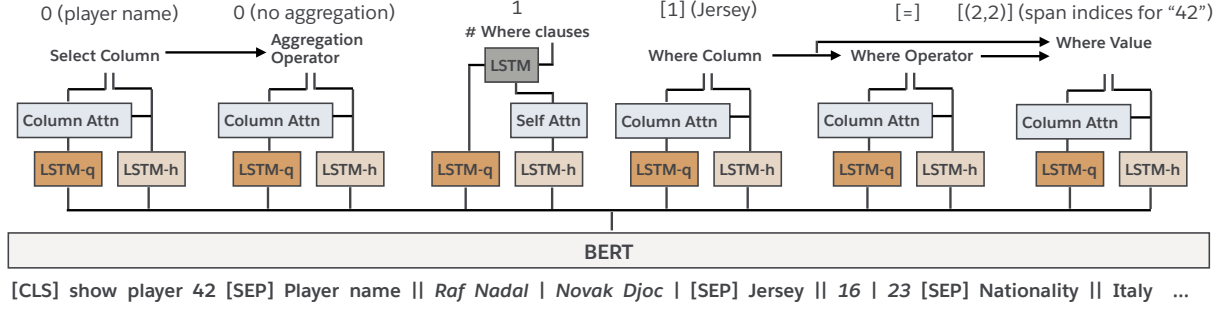 0 (player name) 0 (no aggregation) 1 [1] (Jersey) [=] [(2,2)] (span indices for “42”)
Select Column Aggregation Operator # Where clauses Where Column Where Operator Where Value
LSTM
Column Attn Column Attn Self Attn Column Attn Column Attn Column Attn
LSTM-q LSTM-h LSTM-q LSTM-h LSTM-q LSTM-h LSTM-q LSTM-h LSTM-q LSTM-h LSTM-q LSTM-h
BERT
[CLS] show player 42 [SEP] Player name || Raf Nadal | Novak Djoc | [SEP] Jersey || 16 | 23 [SEP] Nationality || Italy ...